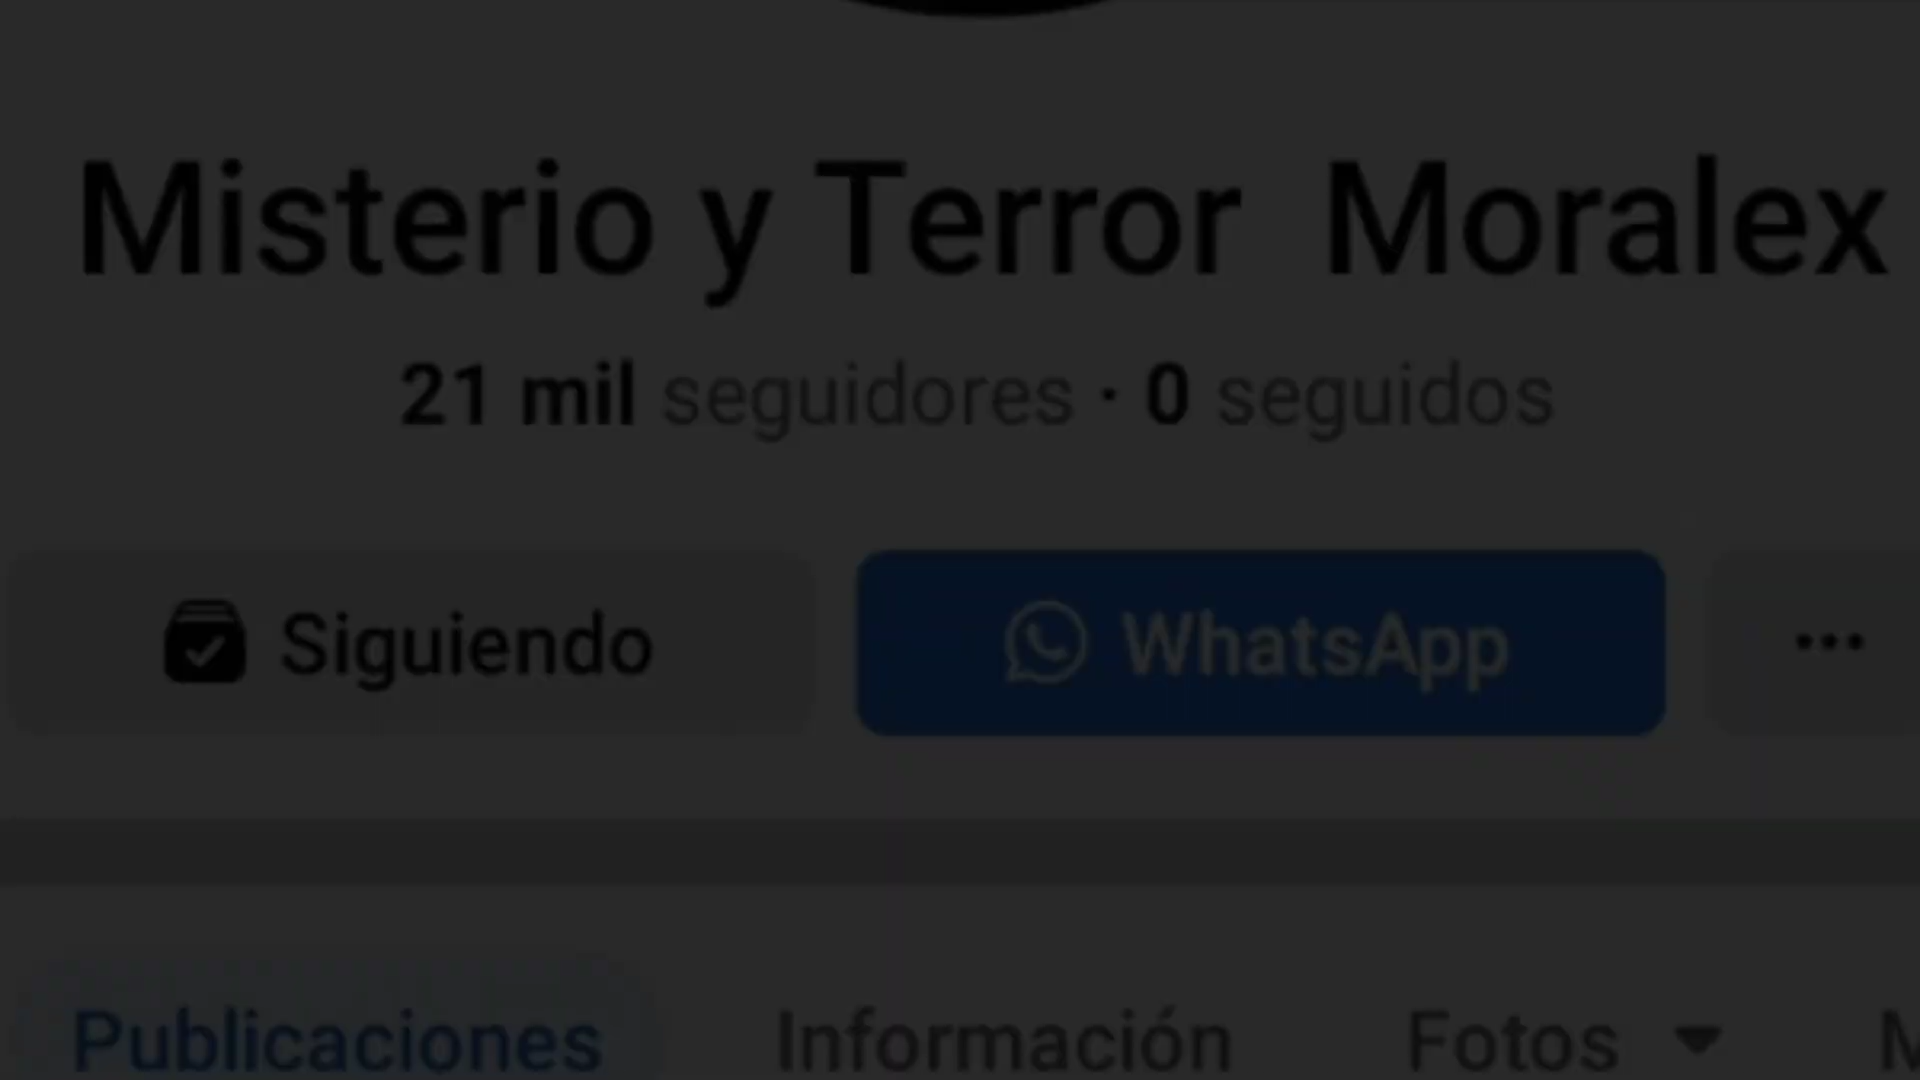 Misterio y Terror Moralex
21 mil seguidores · 0 seguidos
Siguiendo
WhatsApp
Publicaciones
Información
Fotos